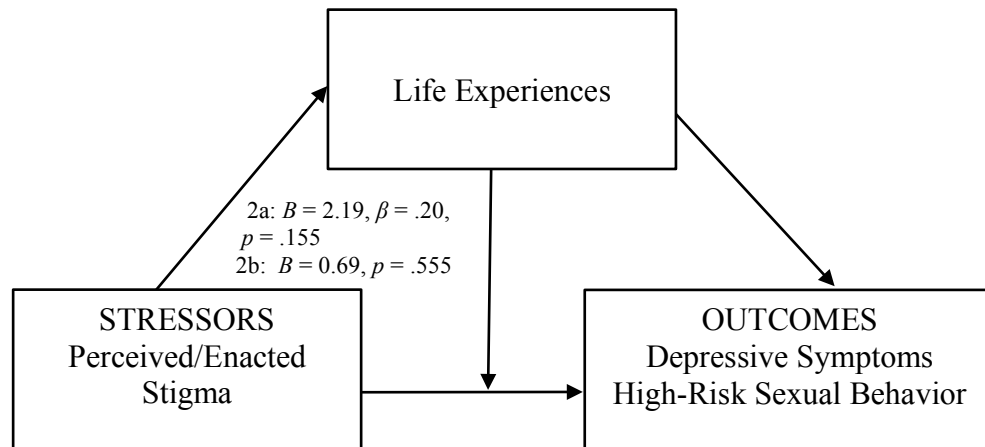 Life Experiences
2a: B = 2.19, β = .20,
p = .155
2b: B = 0.69, p = .555
STRESSORS
Perceived/Enacted
Stigma
OUTCOMES
Depressive Symptoms
High-Risk Sexual Behavior